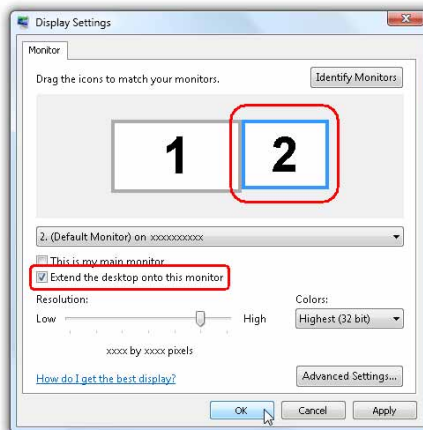 Display Settings
Monitor
Drag the icons to match your monitors.
Identify Monitors
1
2
2. (Default Monitor) on xxxxxxxxxx
This is my main monitor
Extend the desktop onto this monitor
Resolution:
Colors:
Low
High
Highest (32 bit)
xxxx by xxxx pixels
How do I get the best display?
Advanced Settings...
OK
Cancel
Apply